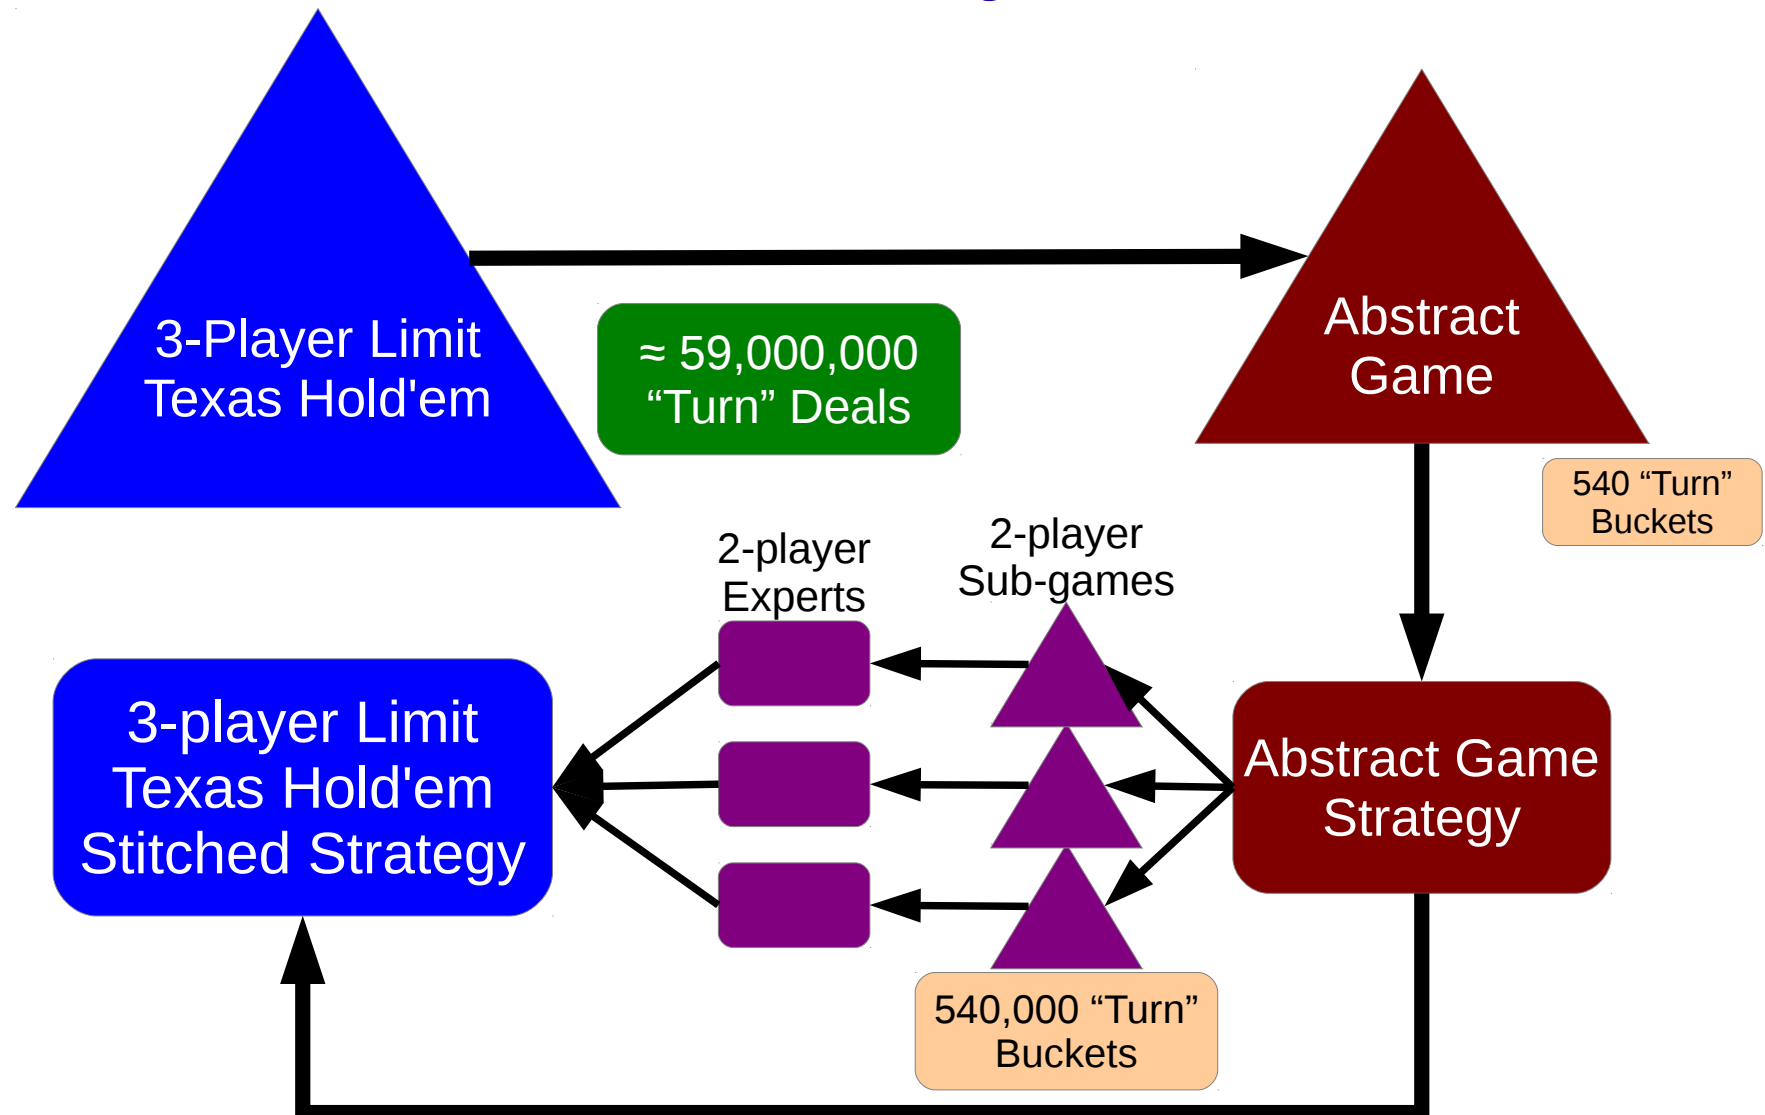 3-Player Limit
Texas Hold'em
≈ 59,000,000
“Turn” Deals
Abstract
Game
540 “Turn”
Buckets
2-player
Experts
2-player
Sub-games
3-player Limit
Texas Hold'em
Stitched Strategy
Abstract Game
Strategy
540,000 “Turn”
Buckets